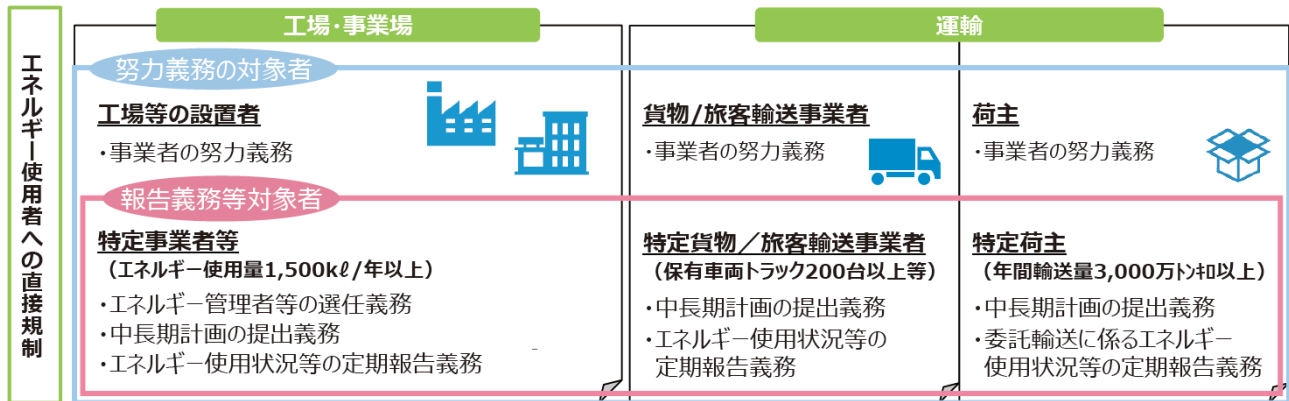 エネルギー使用者への直接規制
工場・事業場
運輸
努力義務の対象者
工場等の設置者
・事業者の努力義務
貨物/旅客輸送事業者
・事業者の努力義務
荷主
・事業者の努力義務
報告義務等対象者
特定事業者等
（エネルギー使用量1,500kℓ/年以上）
・エネルギー管理者等の選任義務
・中長期計画の提出義務
・エネルギー使用状況等の定期報告義務
特定貨物／旅客輸送事業者
（保有車両トラック200台以上等）
・中長期計画の提出義務
・エネルギー使用状況等の
定期報告義務
特定荷主
（年間輸送量3,000万ﾄﾝｷﾛ以上）
・中長期計画の提出義務
・委託輸送に係るエネルギー
使用状況等の定期報告義務